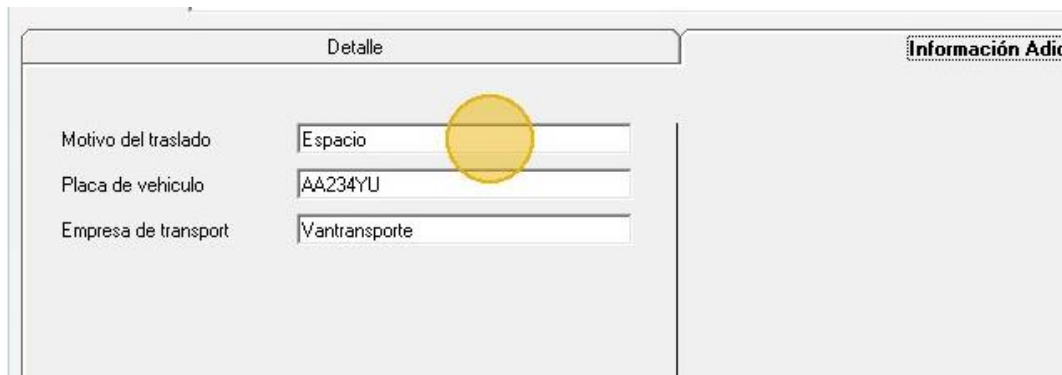 Detalle
Información Adic
Motivo del traslado Espacio
Placa de vehiculo AA234YU
Empresa de transport Vantransporte